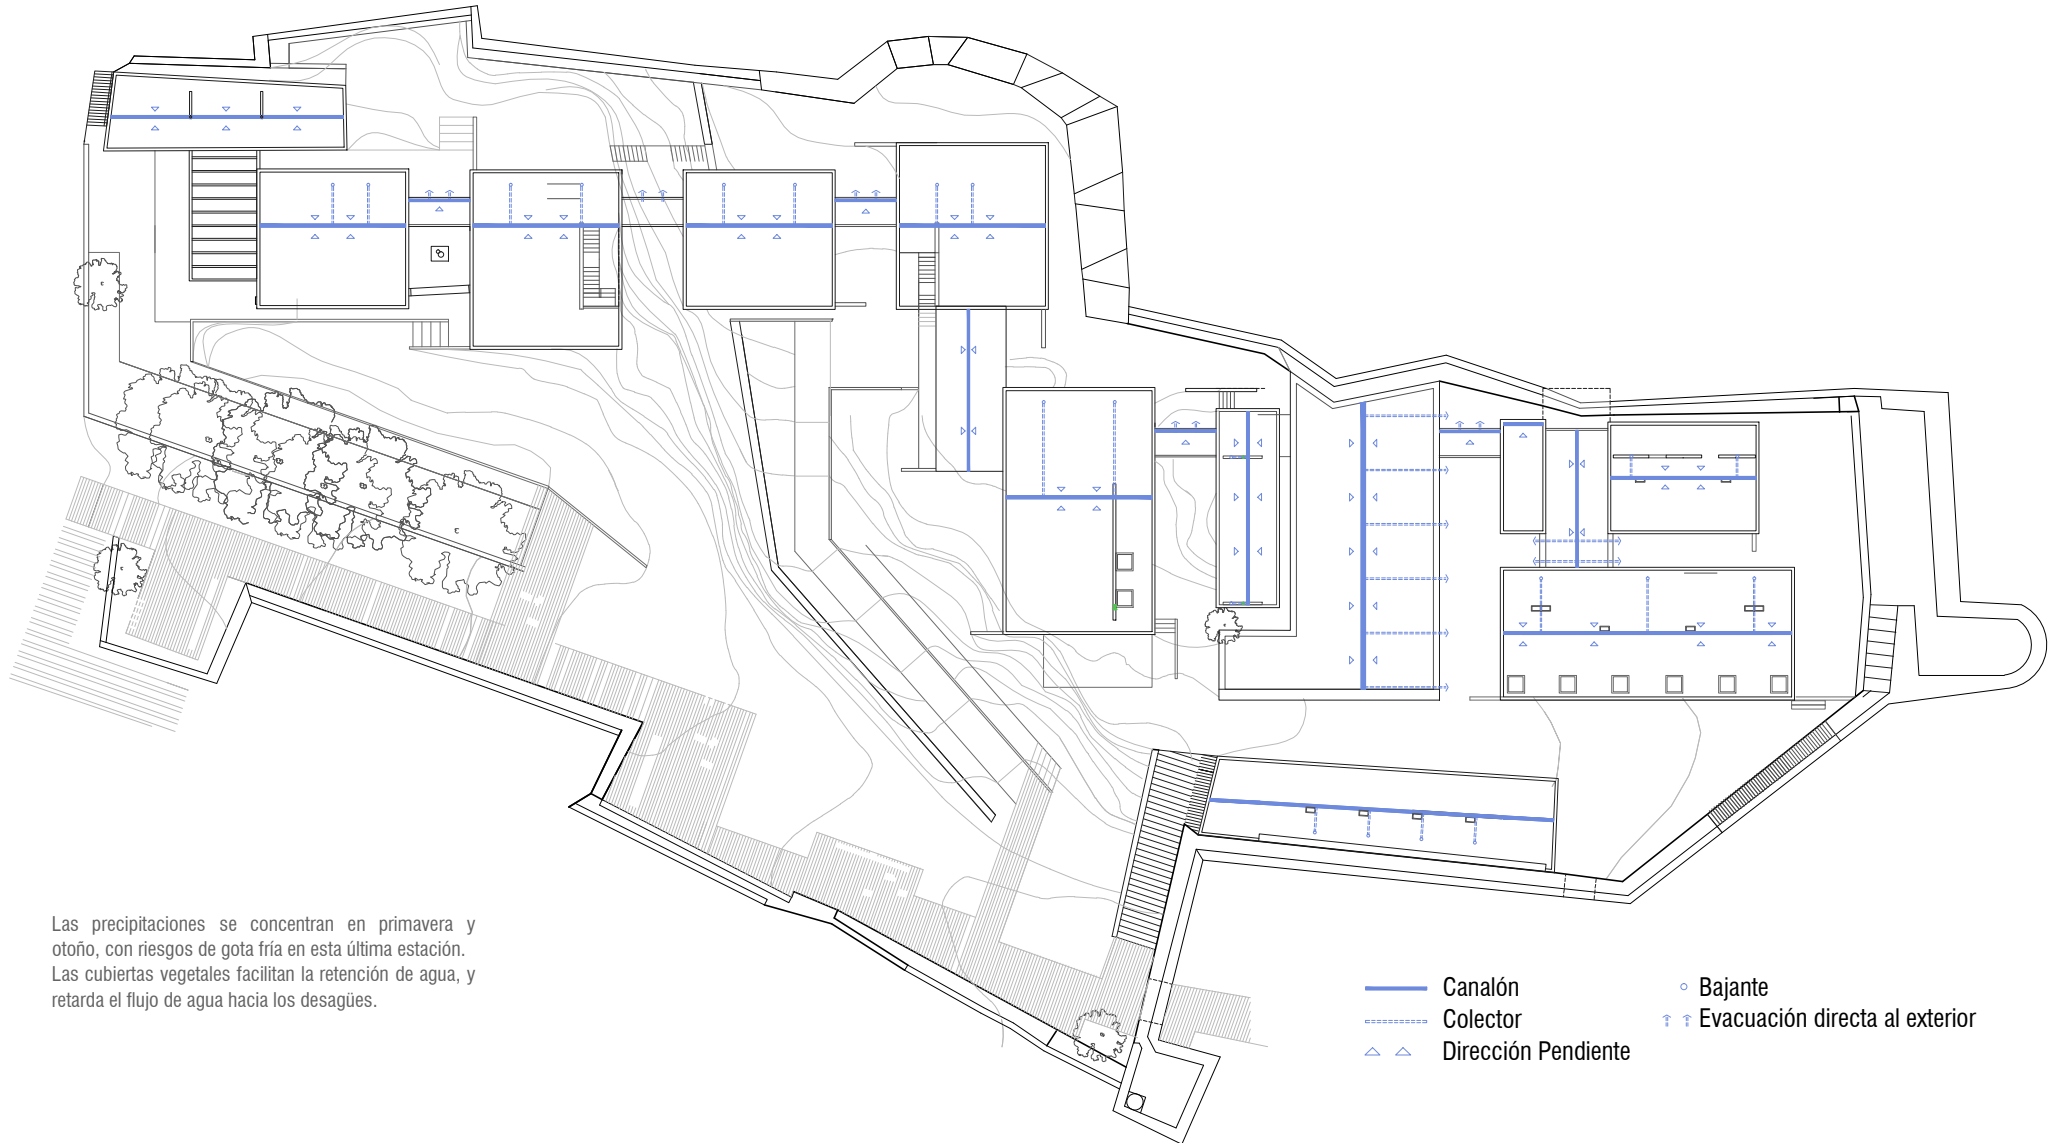 Las precipitaciones se concentran en primavera y
otoño, con riesgos de gota fría en esta última estación.
Las cubiertas vegetales facilitan la retención de agua, y
retarda el flujo de agua hacia los desagües.
Canalón
Colector
Dirección Pendiente
Bajante
Evacuación directa al exterior